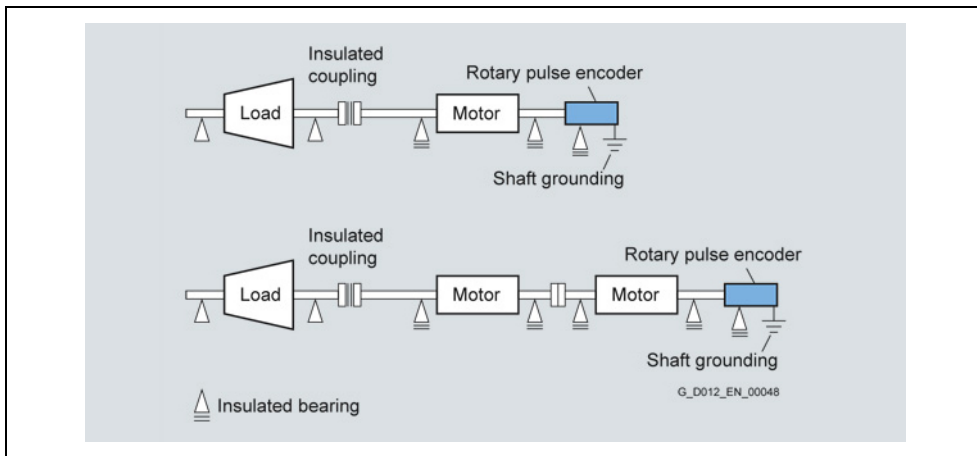 Insulated
coupling
Rotary pulse encoder
Load
Motor
Shaft grounding
Insulated
coupling
Rotary pulse encoder
Load
Motor
Motor
Shaft grounding
G_D012_EN_00048
Insulated bearing